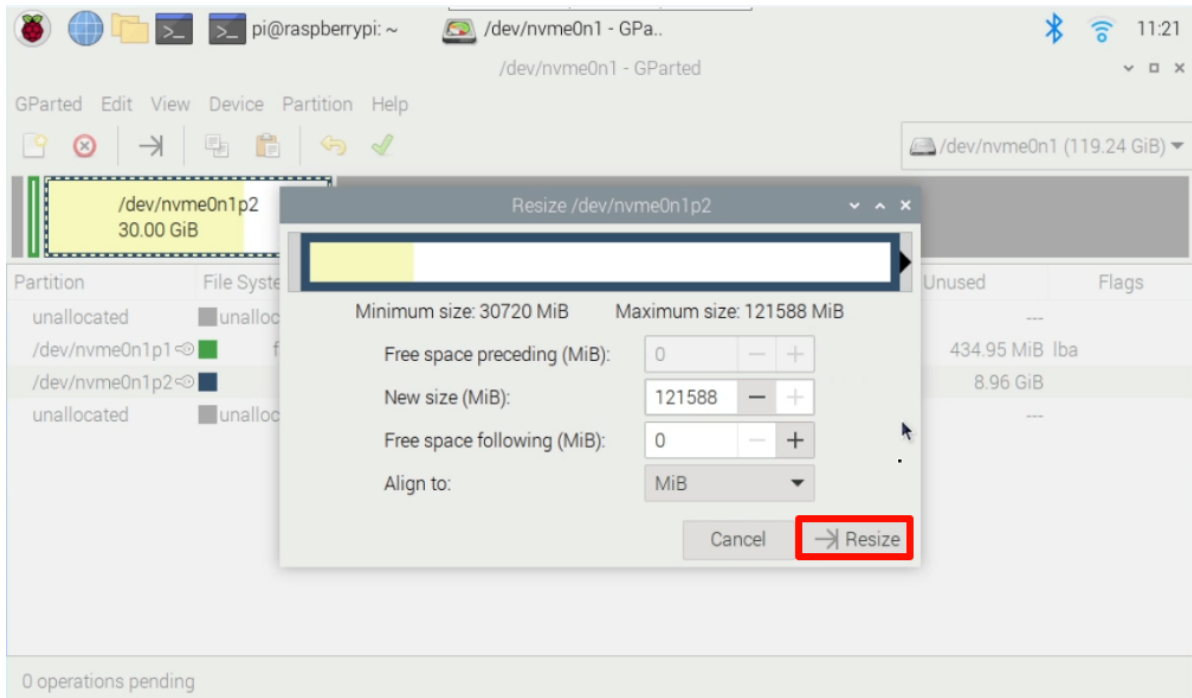 pi@raspberrypi: ~ /dev/nvme0n1 - GPa.. 11:21
/dev/nvme0n1 - GParted
GParted Edit View Device Partition Help
/dev/nvme0n1 (119.24 GiB)
/dev/nvme0n1p2
30.00 GiB
Resize /dev/nvme0n1p2
Minimum size: 30720 MiB Maximum size: 121588 MiB
Free space preceding (MiB): 0
New size (MiB): 121588
Free space following (MiB): 0
Align to: MiB
Cancel Resize
Partition File Syste Unused Flags
unallocated unalloc ---
/dev/nvme0n1p1 f 434.95 MiB lba
/dev/nvme0n1p2 8.96 GiB
unallocated unalloc ---
0 operations pending